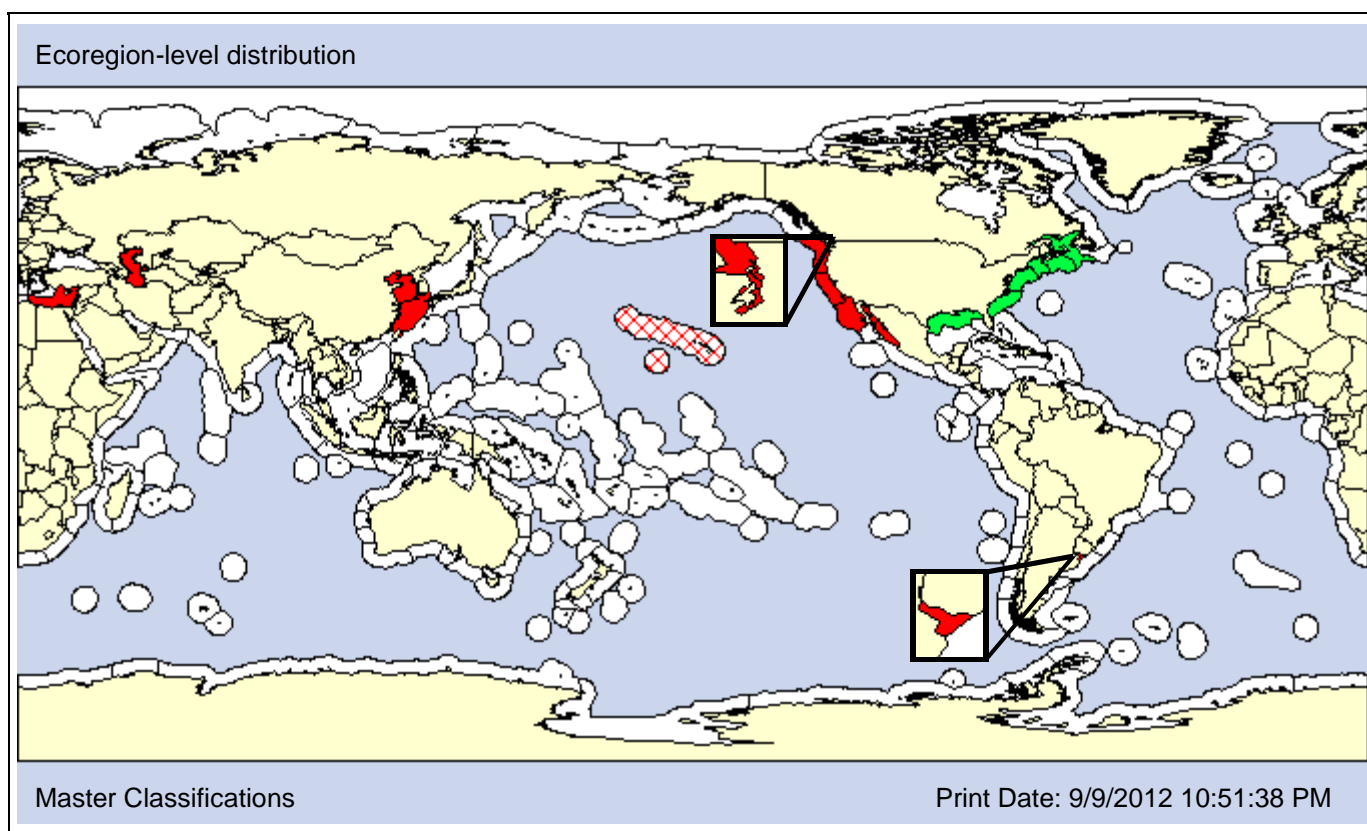 Ecoregion-level distribution
Master Classifications
Print Date: 9/9/2012 10:51:38 PM